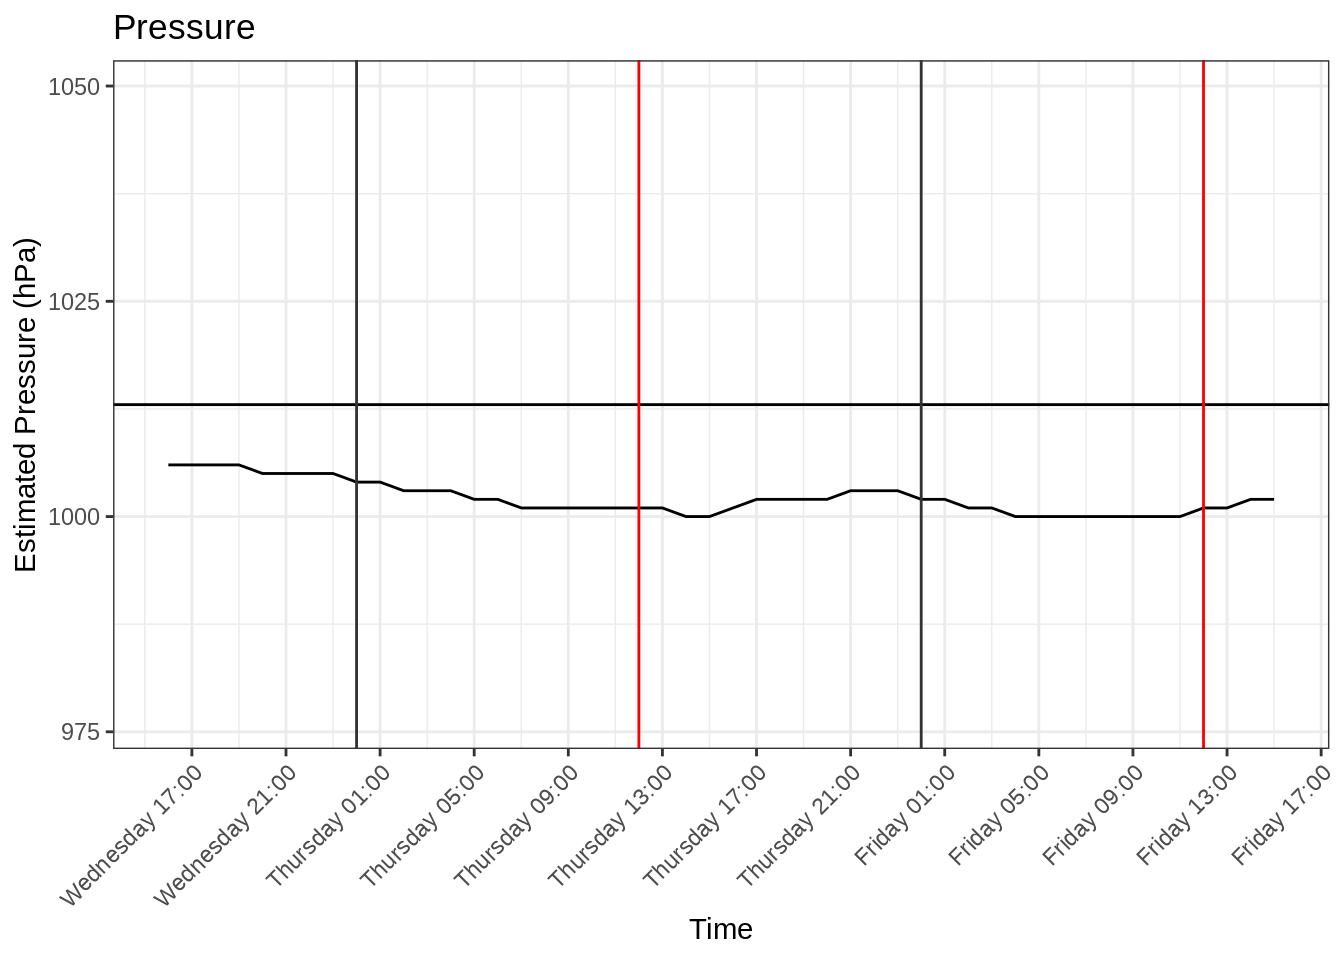 Pressure
Estimated Pressure (hPa)
1050
1025
1000
975
Wednesday 17:00
Wednesday 21:00
Thursday 01:00
Thursday 05:00
Thursday 09:00
Thursday 13:00
Thursday 17:00
Thursday 21:00
Friday 01:00
Friday 05:00
Friday 09:00
Friday 13:00
Friday 17:00
Time